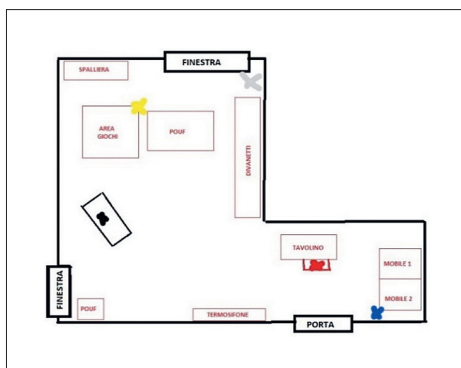 FINESTRA
SPALLIERA
AREA
GIOCHI
POUF
DIVANETTI
TAVOLINO
MOBILE 1
MOBILE 2
FINESTRA
POUF
TERMOSIFONE
PORTA